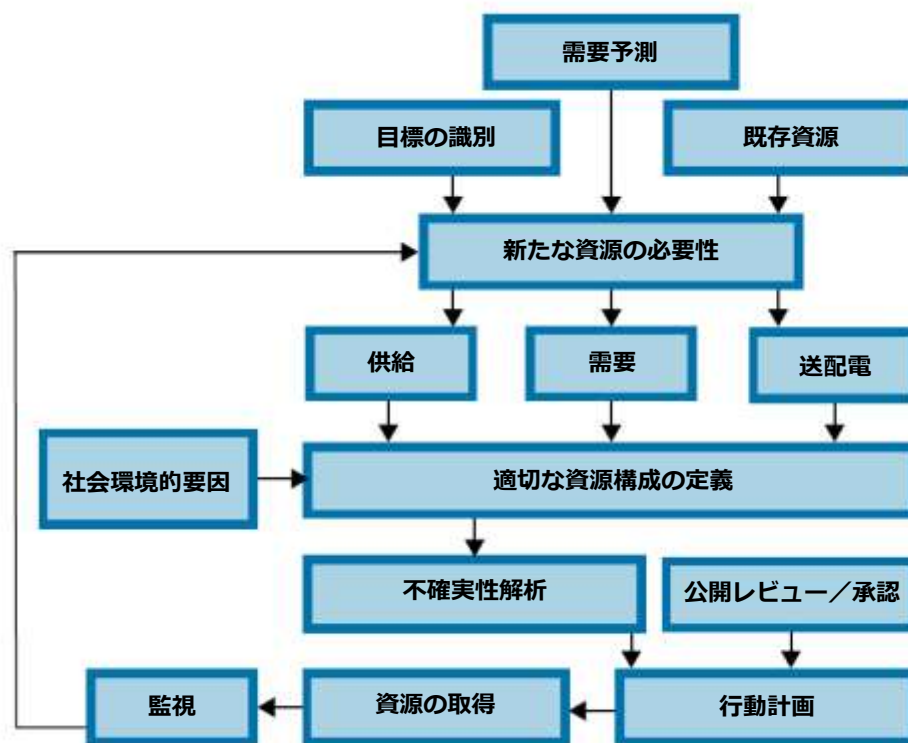 需要予測
目標の識別
既存資源
新たな資源の必要性
供給
需要
送配電
社会環境的要因
適切な資源構成の定義
不確実性解析
公開レビュー／承認
監視
資源の取得
行動計画